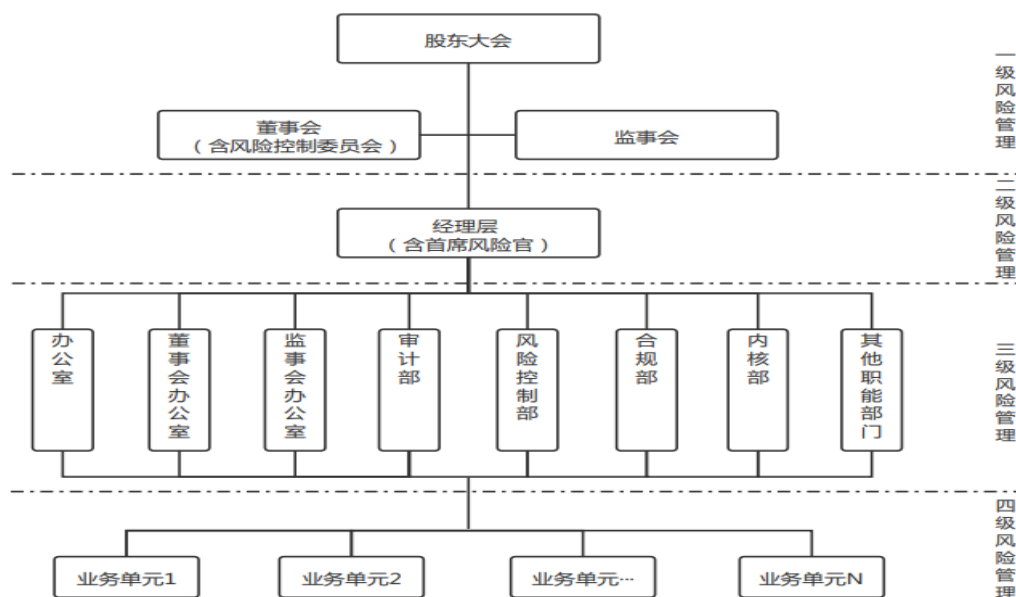 股东大会
董事会
（含风险控制委员会）
监事会
一级风险管理
经理层
（含首席风险官）
二级风险管理
办公室
董事会办公室
监事会办公室
审计部
风险控制部
合规部
内核部
其他职能部门
三级风险管理
业务单元1
业务单元2
业务单元…
业务单元N
四级风险管理